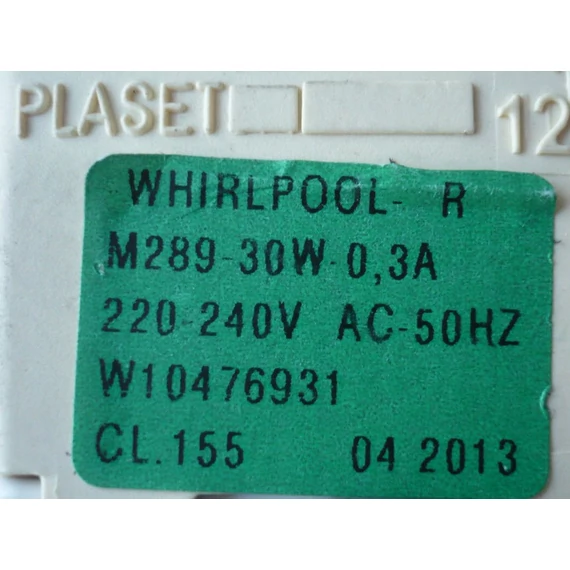 PLASET 12
WHIRLPOOL- R
M289-30W-0,3A
220-240V AC-50HZ
W10476931
CL.155 04 2013